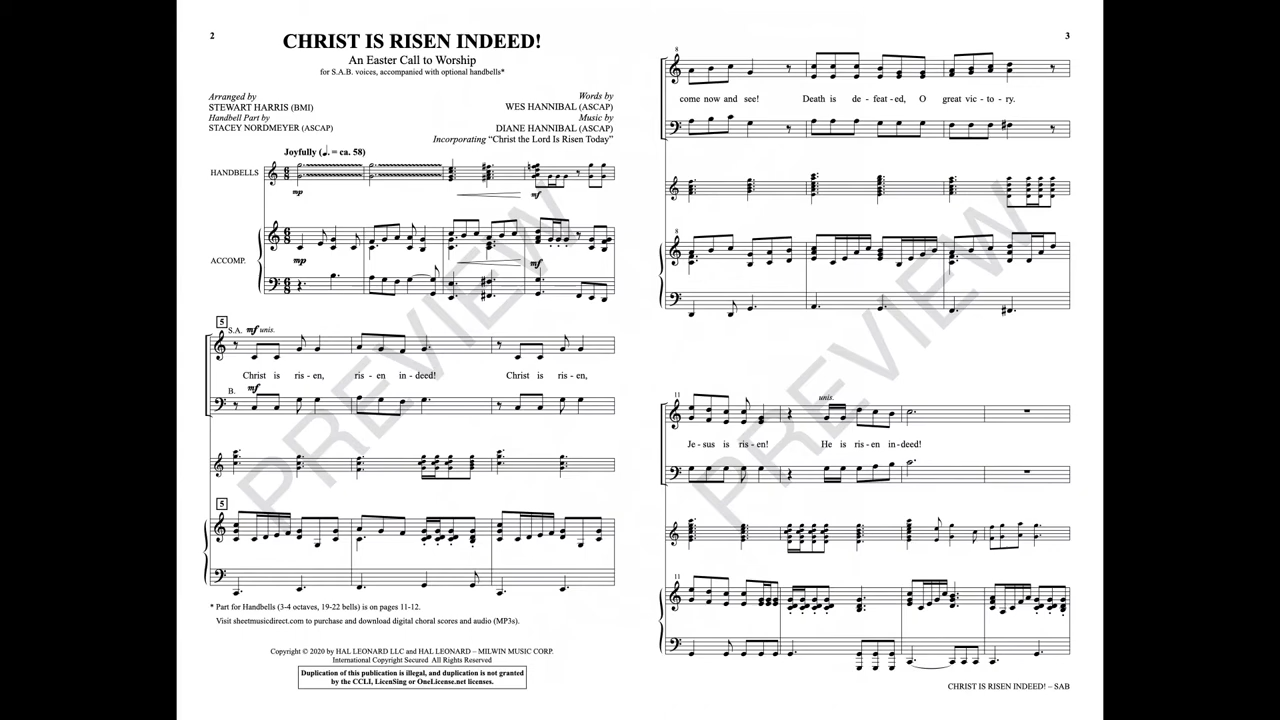 2
CHRIST IS RISEN INDEED!
An Easter Call to Worship
for S.A.B. voices, accompanied with optional handbells*
Arranged by
STEWART HARRIS (BMI)
Handbell Part by
STACEY NORDMEYER (ASCAP)
Words by
WES HANNIBAL (ASCAP)
Music by
DIANE HANNIBAL (ASCAP)
Incorporating “Christ the Lord Is Risen Today”
Joyfully (♩. = ca. 58)
HANDBELLS
mp
mf
ACCOMP.
mp
mf
5
S.A. mf unis.
Christ is ris - en, ris - en in - deed! Christ is ris - en,
B. mf
5
* Part for Handbells (3-4 octaves, 19-22 bells) is on pages 11-12.
Visit sheetmusicdirect.com to purchase and download digital choral scores and audio (MP3s).
Copyright © 2020 by HAL LEONARD LLC and HAL LEONARD – MILWIN MUSIC CORP.
International Copyright Secured All Rights Reserved
Duplication of this publication is illegal, and duplication is not granted
by the CCLI, LicenSing or OneLicense.net licenses.
PREVIEW
3
8
come now and see! Death is de - feat - ed, O great vic - to - ry.
8
11
unis.
Je - sus is ris - en! He is ris - en in - deed!
11
CHRIST IS RISEN INDEED! – SAB
PREVIEW